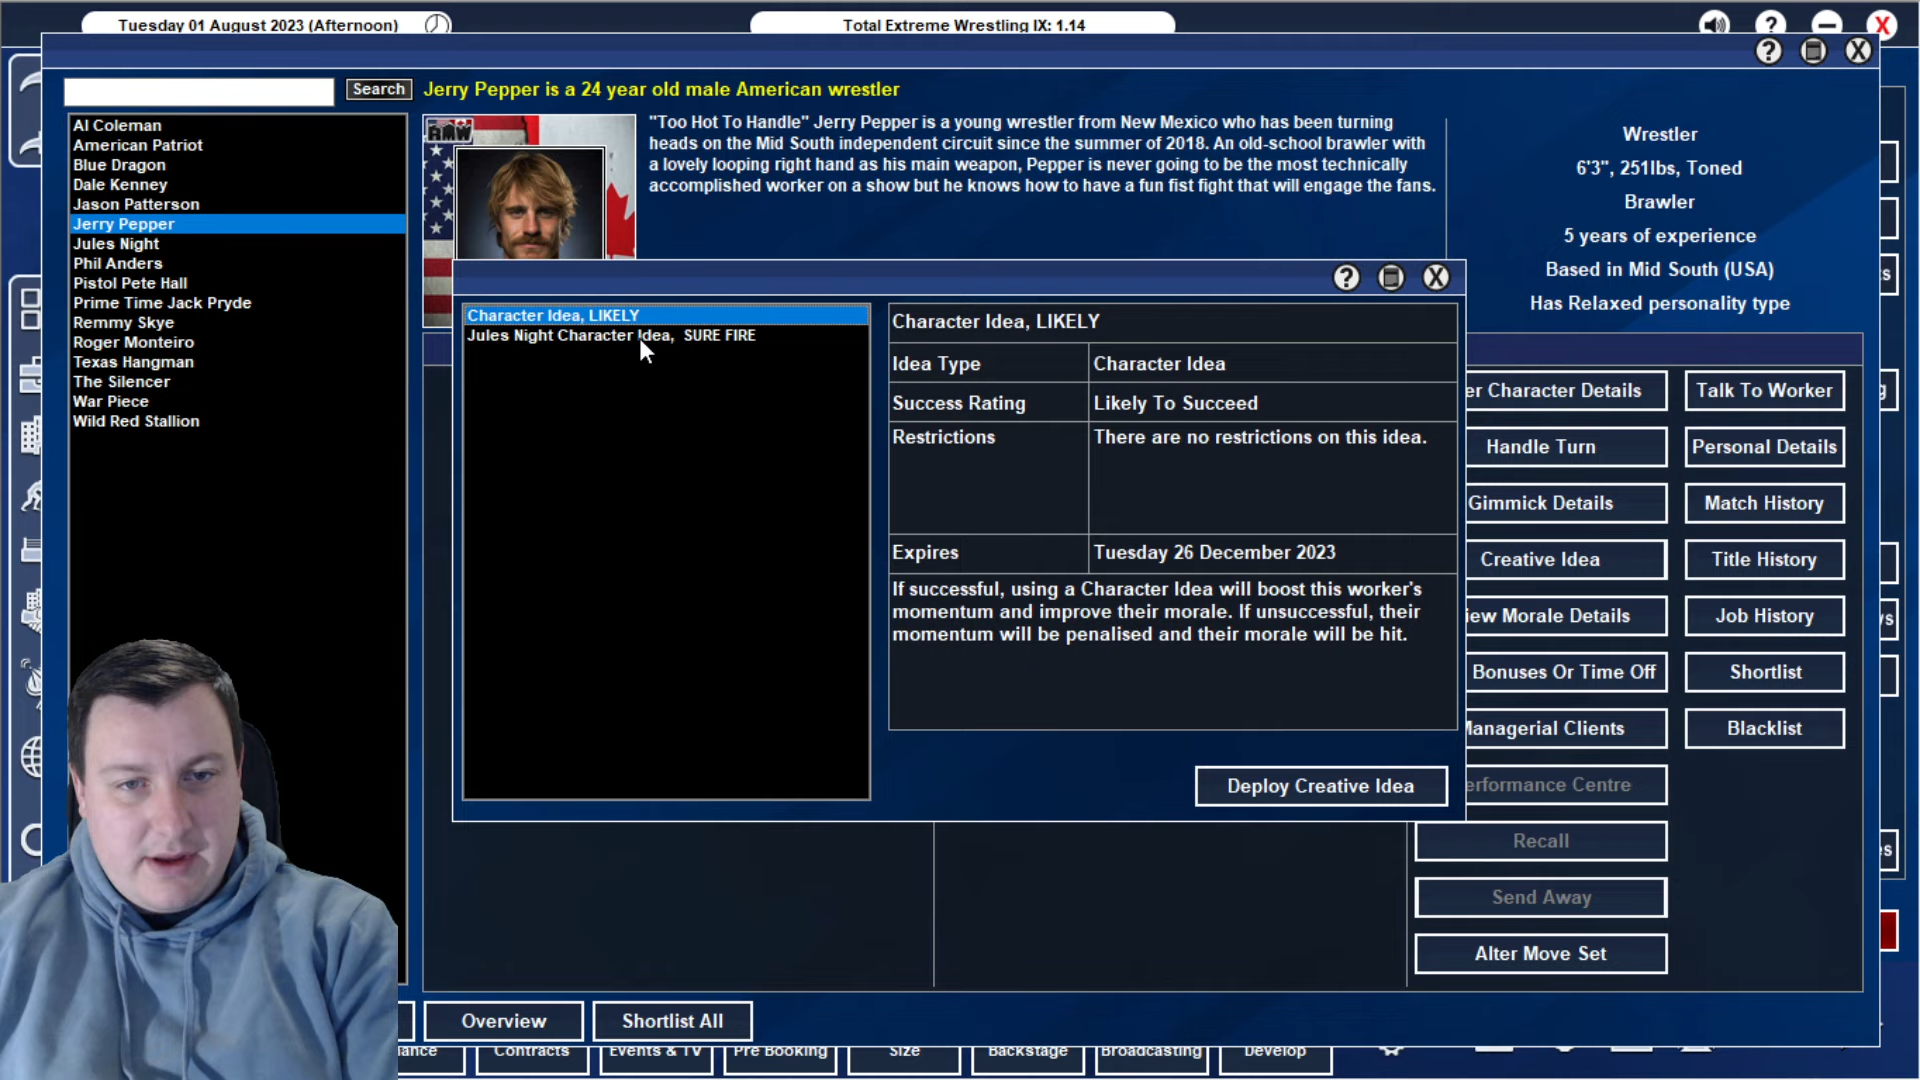 Tuesday 01 August 2023 (Afternoon)
Total Extreme Wrestling IX: 1.14
?
X
?
X
Search
Jerry Pepper is a 24 year old male American wrestler
Al Coleman
American Patriot
Blue Dragon
Dale Kenney
Jason Patterson
Jerry Pepper
Jules Night
Phil Anders
Pistol Pete Hall
Prime Time Jack Pryde
Remmy Skye
Roger Monteiro
Texas Hangman
The Silencer
War Piece
Wild Red Stallion
"Too Hot To Handle" Jerry Pepper is a young wrestler from New Mexico who has been turning
heads on the Mid South independent circuit since the summer of 2018. An old-school brawler with
a lovely looping right hand as his main weapon, Pepper is never going to be the most technically
accomplished worker on a show but he knows how to have a fun fist fight that will engage the fans.
Wrestler
6'3", 251lbs, Toned
Brawler
5 years of experience
Based in Mid South (USA)
Has Relaxed personality type
?
X
Character Idea, LIKELY
Jules Night Character Idea, SURE FIRE
Character Idea, LIKELY
Idea Type
Character Idea
Success Rating
Likely To Succeed
Restrictions
There are no restrictions on this idea.
Expires
Tuesday 26 December 2023
If successful, using a Character Idea will boost this worker's
momentum and improve their morale. If unsuccessful, their
momentum will be penalised and their morale will be hit.
Deploy Creative Idea
er Character Details
Talk To Worker
Handle Turn
Personal Details
Gimmick Details
Match History
Creative Idea
Title History
iew Morale Details
Job History
Bonuses Or Time Off
Shortlist
Managerial Clients
Blacklist
erformance Centre
Recall
Send Away
Alter Move Set
Overview
Shortlist All
ance
Contracts
Events & TV
Pre Booking
Size
Backstage
Broadcasting
Develop